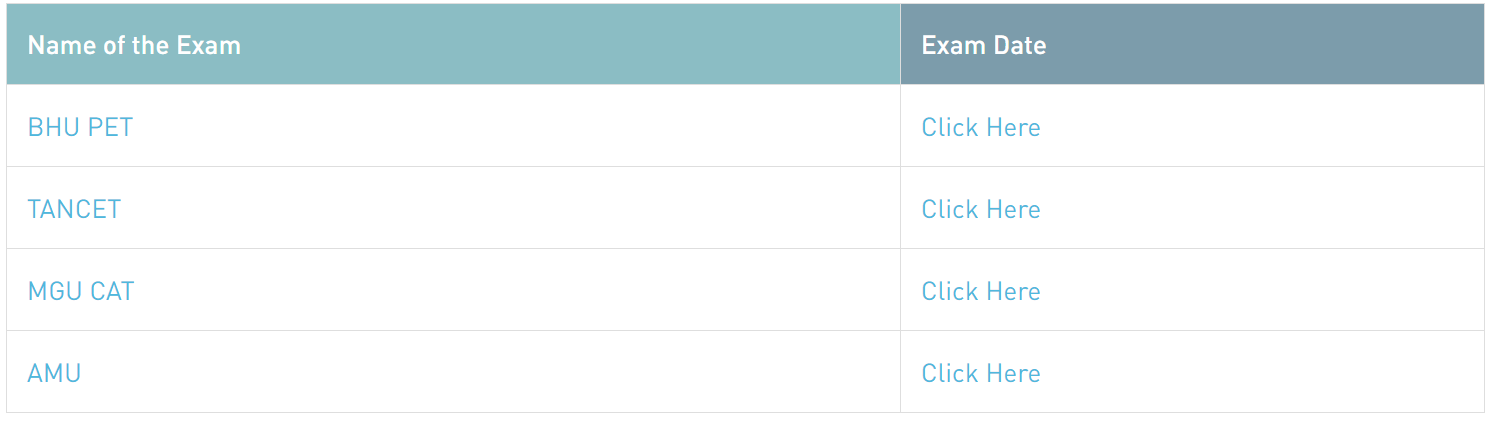 Name of the Exam Exam Date
BHU PET Click Here
TANCET Click Here
MGU CAT Click Here
AMU Click Here